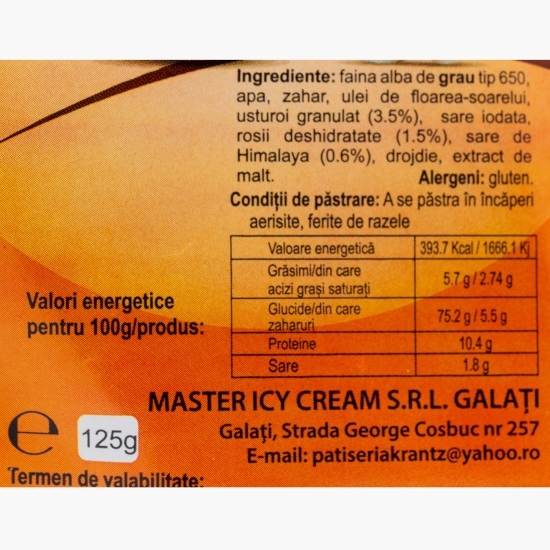 Ingrediente: faina alba de grau tip 650,
apa, zahar, ulei de floarea-soarelui,
usturoi granulat (3.5%), sare iodata,
rosii deshidratate (1.5%), sare de
Himalaya (0.6%), drojdie, extract de
malt. Alergeni: gluten.
Condiții de păstrare: A se păstra în încăperi
aerisite, ferite de razele
Valori energetice
pentru 100g/produs:
Valoare energetică 393.7 Kcal / 1666.1 Kj
Grăsimi/din care
acizi grași saturați 5.7 g / 2.74 g
Glucide/din care
zaharuri 75.2 g / 5.5 g
Proteine 10.4 g
Sare 1.8 g
MASTER ICY CREAM S.R.L. GALAȚI
Galați, Strada George Cosbuc nr 257
E-mail: patiseriakrantz@yahoo.ro
e 125g
Termen de valabilitate: